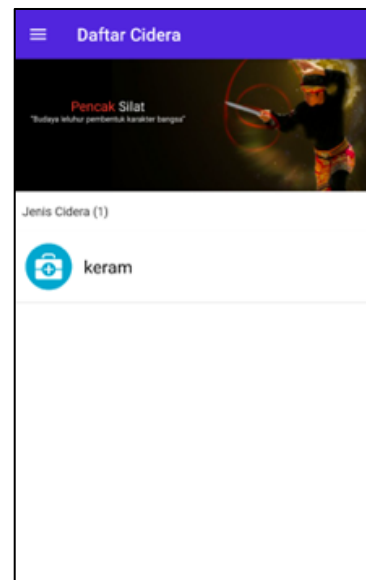 Daftar Cidera
Pencak Silat
"Budaya leluhur pembentuk karakter bangsa"
Jenis Cidera (1)
keram